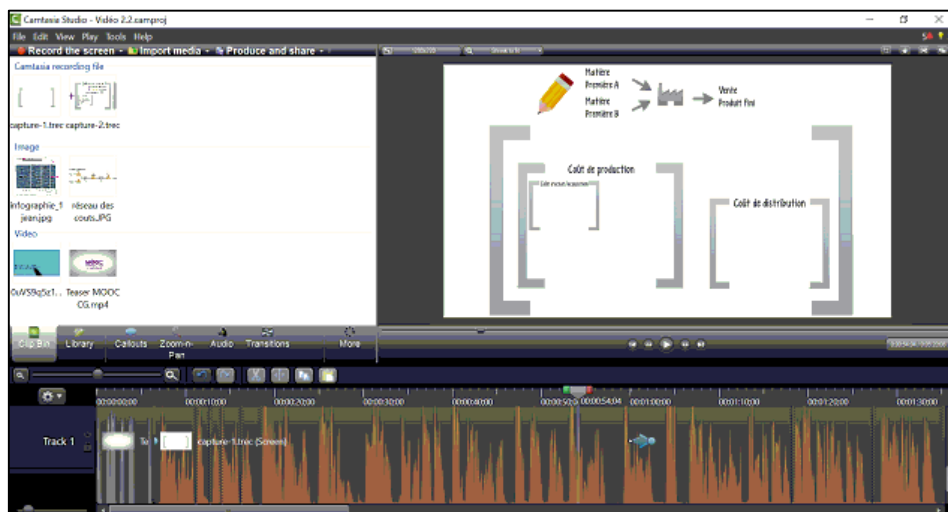 Camtasia Studio - Vidéo 2.2.camproj
File Edit View Play Tools Help
Record the screen Import media Produce and share
Camtasia recording file
capture-1.trec capture-2.trec
Image
infographie_1 réseau des
jean.jpg couts.JPG
Video
Teaser MOOC
CG.mp4
Clip Bin Library Callouts Zoom-n- Audio Transitions More
Pan
Matière
Première A
Matière
Première B
Vente
Produit Fini
Coût de production
Coût de distribution
00:00:00;00 00:00:10;00 00:00:20;00 00:00:30;00 00:00:40;00 00:00:54;04 00:01:00;00 00:01:10;00 00:01:20;00 00:01:30;00
Track 1 capture-1.trec (Screen)